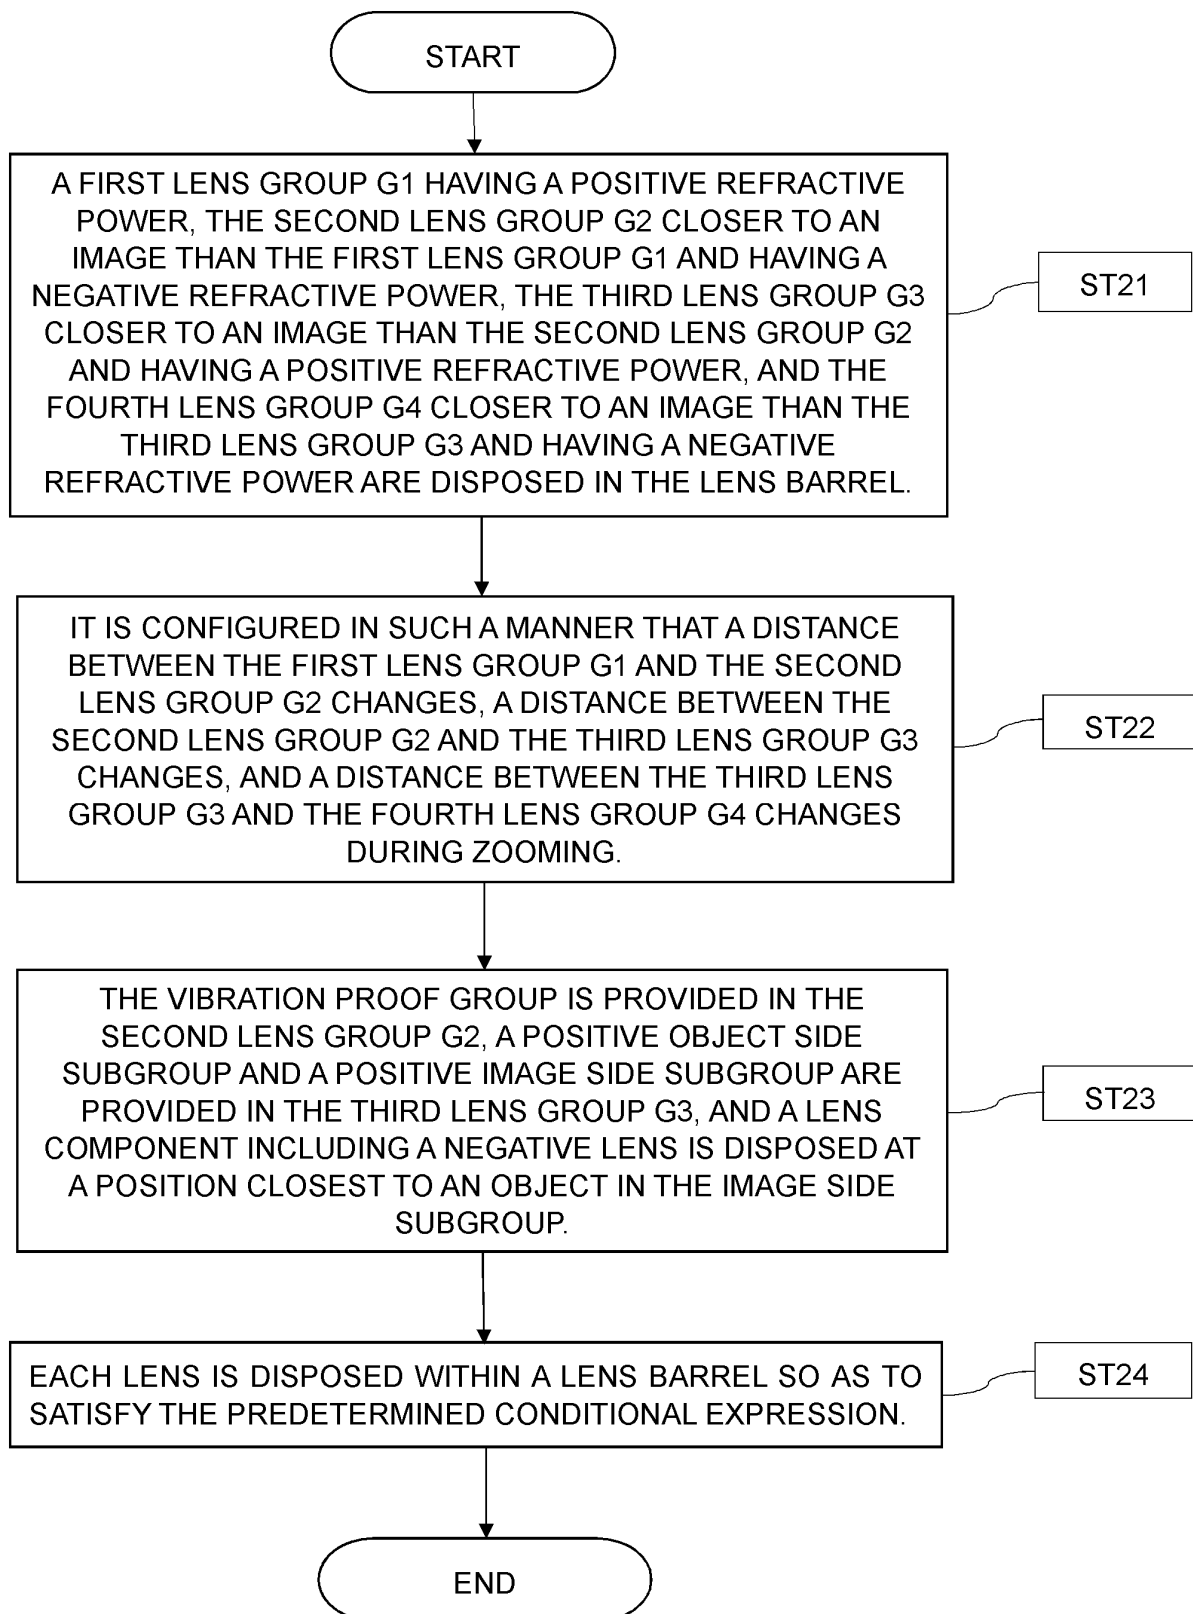 START
A FIRST LENS GROUP G1 HAVING A POSITIVE REFRACTIVE
POWER, THE SECOND LENS GROUP G2 CLOSER TO AN
IMAGE THAN THE FIRST LENS GROUP G1 AND HAVING A
NEGATIVE REFRACTIVE POWER, THE THIRD LENS GROUP G3
CLOSER TO AN IMAGE THAN THE SECOND LENS GROUP G2
AND HAVING A POSITIVE REFRACTIVE POWER, AND THE
FOURTH LENS GROUP G4 CLOSER TO AN IMAGE THAN THE
THIRD LENS GROUP G3 AND HAVING A NEGATIVE
REFRACTIVE POWER ARE DISPOSED IN THE LENS BARREL.
ST21
IT IS CONFIGURED IN SUCH A MANNER THAT A DISTANCE
BETWEEN THE FIRST LENS GROUP G1 AND THE SECOND
LENS GROUP G2 CHANGES, A DISTANCE BETWEEN THE
SECOND LENS GROUP G2 AND THE THIRD LENS GROUP G3
CHANGES, AND A DISTANCE BETWEEN THE THIRD LENS
GROUP G3 AND THE FOURTH LENS GROUP G4 CHANGES
DURING ZOOMING.
ST22
THE VIBRATION PROOF GROUP IS PROVIDED IN THE
SECOND LENS GROUP G2, A POSITIVE OBJECT SIDE
SUBGROUP AND A POSITIVE IMAGE SIDE SUBGROUP ARE
PROVIDED IN THE THIRD LENS GROUP G3, AND A LENS
COMPONENT INCLUDING A NEGATIVE LENS IS DISPOSED AT
A POSITION CLOSEST TO AN OBJECT IN THE IMAGE SIDE
SUBGROUP.
ST23
EACH LENS IS DISPOSED WITHIN A LENS BARREL SO AS TO
SATISFY THE PREDETERMINED CONDITIONAL EXPRESSION.
ST24
END